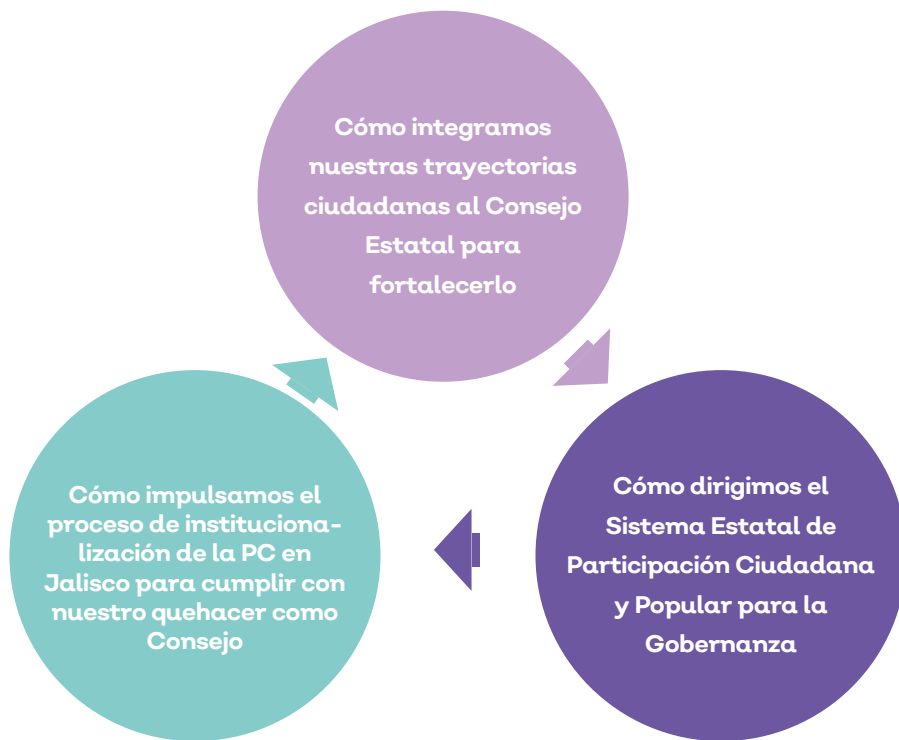 Cómo integramos
nuestras trayectorias
ciudadanas al Consejo
Estatal para
fortalecerlo
Cómo impulsamos el
proceso de instituciona-
lización de la PC en
Jalisco para cumplir con
nuestro quehacer como
Consejo
Cómo dirigimos el
Sistema Estatal de
Participación Ciudadana
y Popular para la
Gobernanza